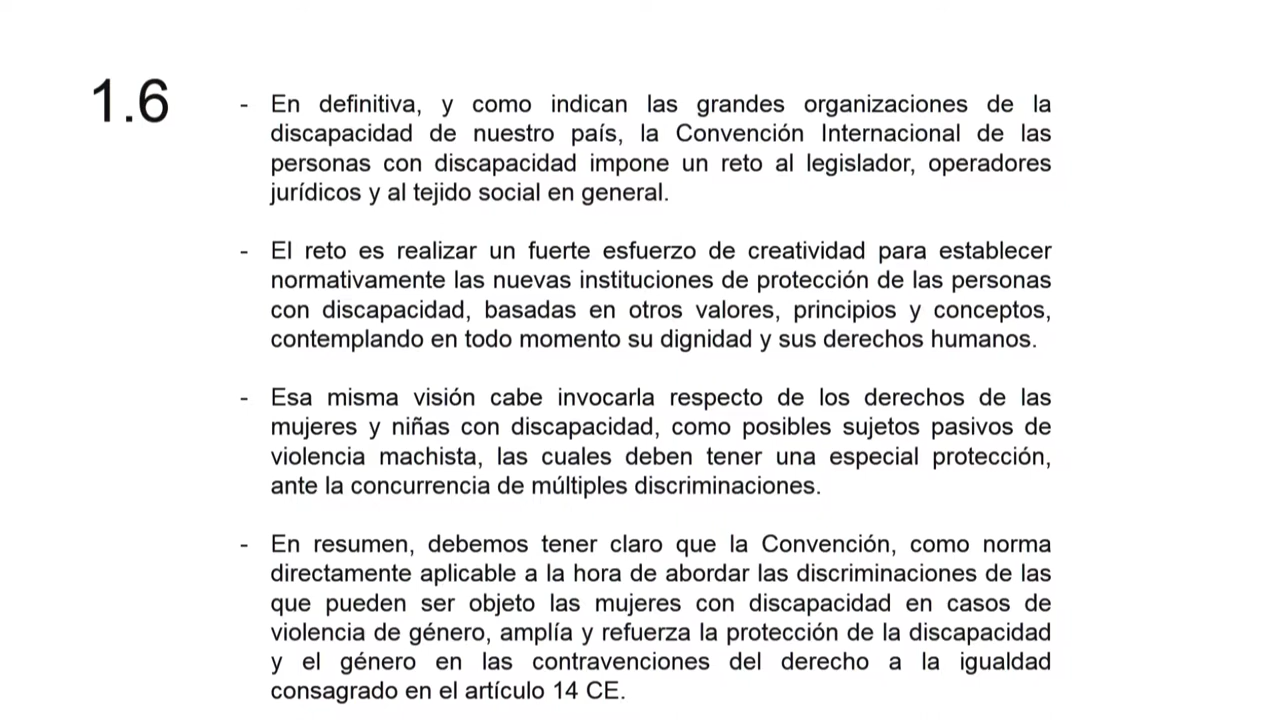 1.6
- En definitiva, y como indican las grandes organizaciones de la
discapacidad de nuestro país, la Convención Internacional de las
personas con discapacidad impone un reto al legislador, operadores
jurídicos y al tejido social en general.
- El reto es realizar un fuerte esfuerzo de creatividad para establecer
normativamente las nuevas instituciones de protección de las personas
con discapacidad, basadas en otros valores, principios y conceptos,
contemplando en todo momento su dignidad y sus derechos humanos.
- Esa misma visión cabe invocarla respecto de los derechos de las
mujeres y niñas con discapacidad, como posibles sujetos pasivos de
violencia machista, las cuales deben tener una especial protección,
ante la concurrencia de múltiples discriminaciones.
- En resumen, debemos tener claro que la Convención, como norma
directamente aplicable a la hora de abordar las discriminaciones de las
que pueden ser objeto las mujeres con discapacidad en casos de
violencia de género, amplía y refuerza la protección de la discapacidad
y el género en las contravenciones del derecho a la igualdad
consagrado en el artículo 14 CE.